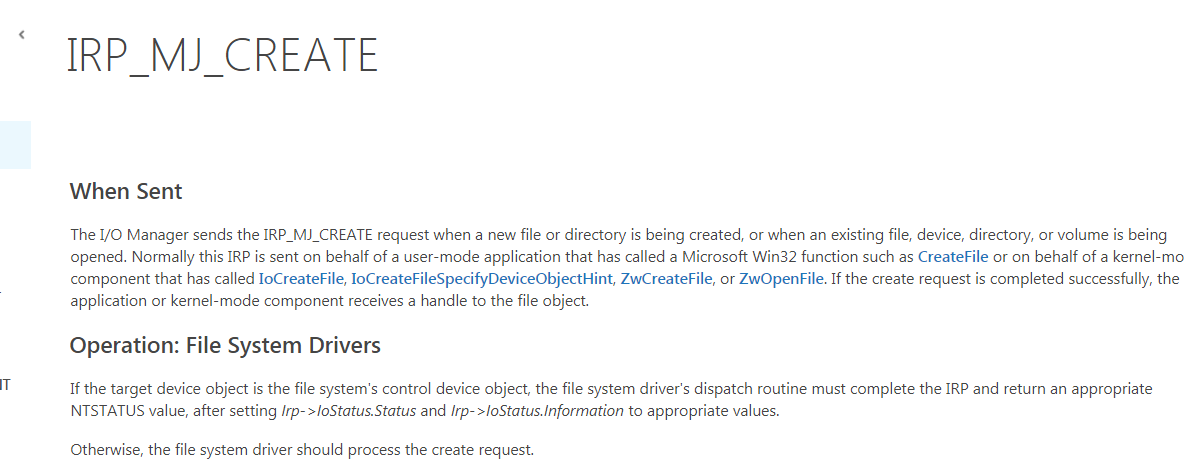 IRP_MJ_CREATE
When Sent
The I/O Manager sends the IRP_MJ_CREATE request when a new file or directory is being created, or when an existing file, device, directory, or volume is being
opened. Normally this IRP is sent on behalf of a user-mode application that has called a Microsoft Win32 function such as CreateFile or on behalf of a kernel-mo
component that has called IoCreateFile, IoCreateFileSpecifyDeviceObjectHint, ZwCreateFile, or ZwOpenFile. If the create request is completed successfully, the
application or kernel-mode component receives a handle to the file object.
Operation: File System Drivers
If the target device object is the file system's control device object, the file system driver's dispatch routine must complete the IRP and return an appropriate
NTSTATUS value, after setting Irp->IoStatus.Status and Irp->IoStatus.Information to appropriate values.
Otherwise, the file system driver should process the create request.